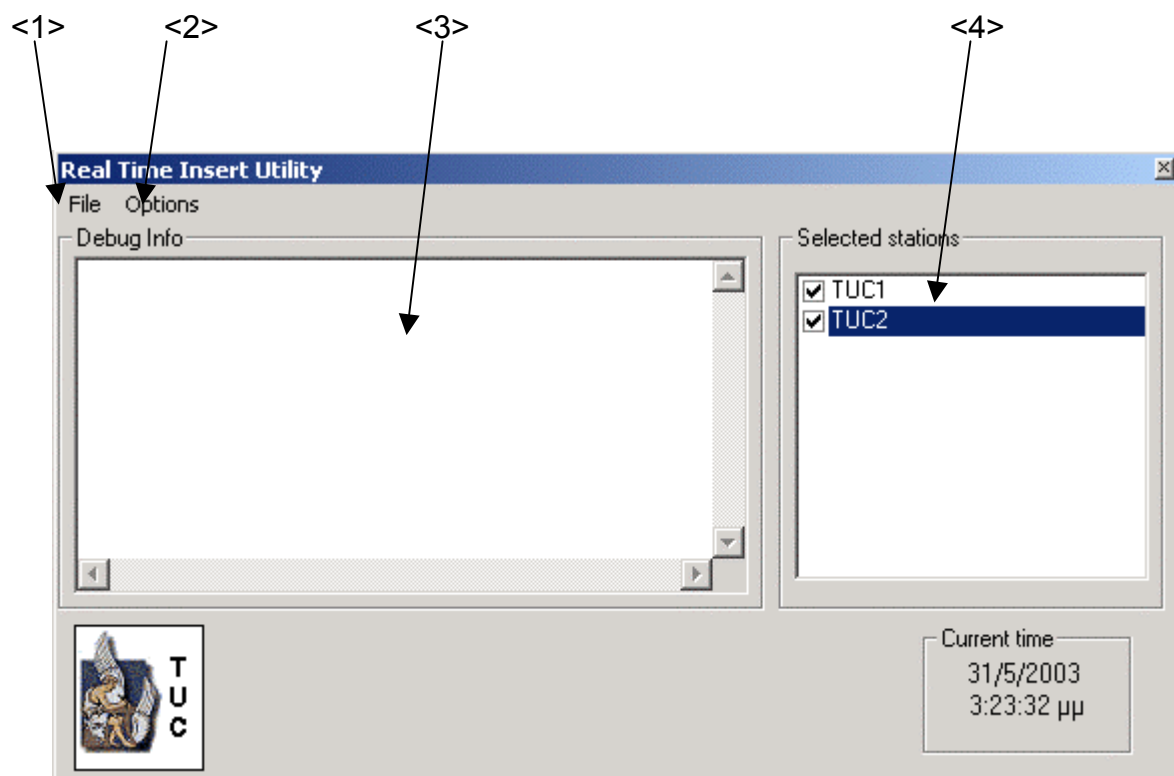 <1> <2> <3> <4>
Real Time Insert Utility
File Options
Debug Info
Selected stations
TUC1
TUC2
T
U
C
Current time
31/5/2003
3:23:32 μμ